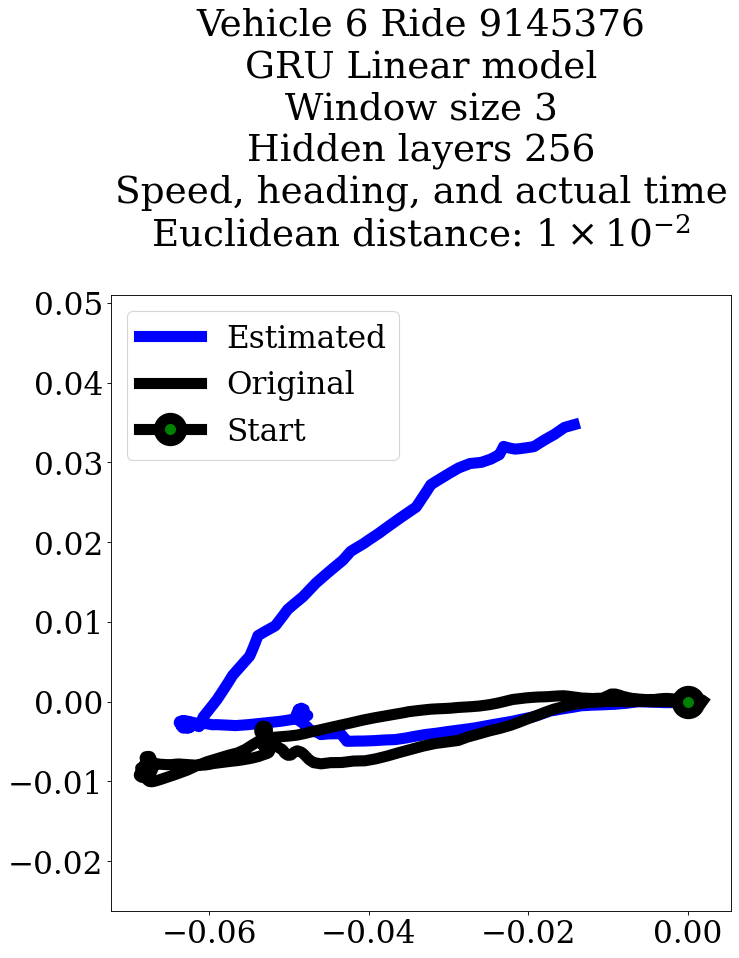 Vehicle 6 Ride 9145376
GRU Linear model
Window size 3
Hidden layers 256
Speed, heading, and actual time
Euclidean distance: 1 × 10⁻²
0.05
0.04
0.03
0.02
0.01
0.00
−0.01
−0.02
Estimated
Original
Start
−0.06
−0.04
−0.02
0.00